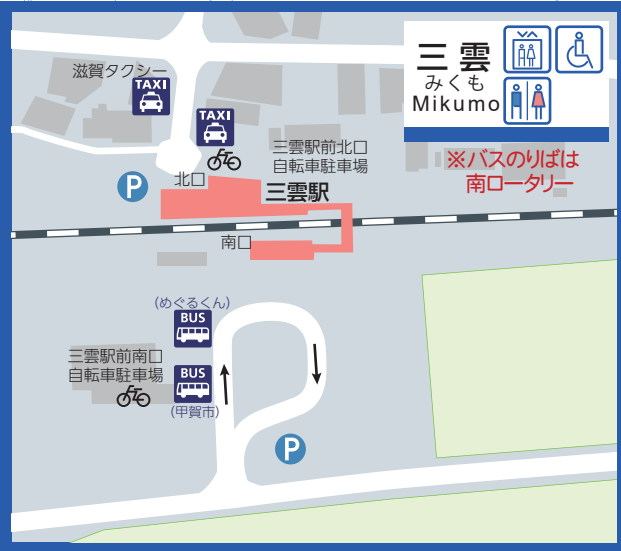 三雲
みくも
Mikumo
滋賀タクシー
TAXI
TAXI
三雲駅前北口
自転車駐車場
※バスのりばは
南ロータリー
P
北口
三雲駅
南口
(めぐるくん)
BUS
三雲駅前南口
自転車駐車場
BUS
(甲賀市)
P